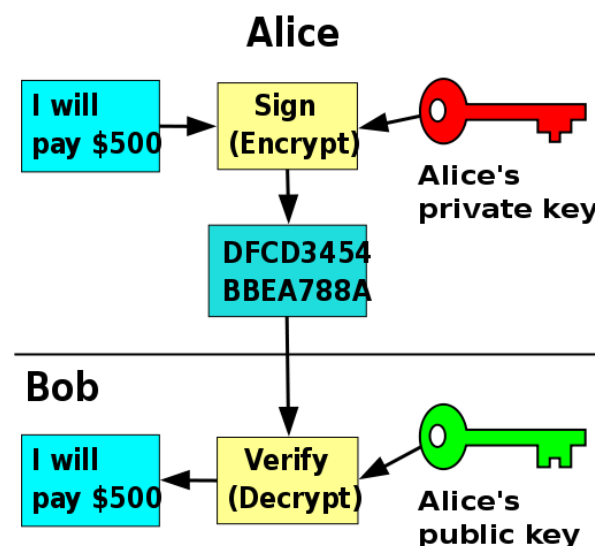 Alice
I will
pay $500
Sign
(Encrypt)
Alice's
private key
DFCD3454
BBEA788A
Bob
I will
pay $500
Verify
(Decrypt)
Alice's
public key